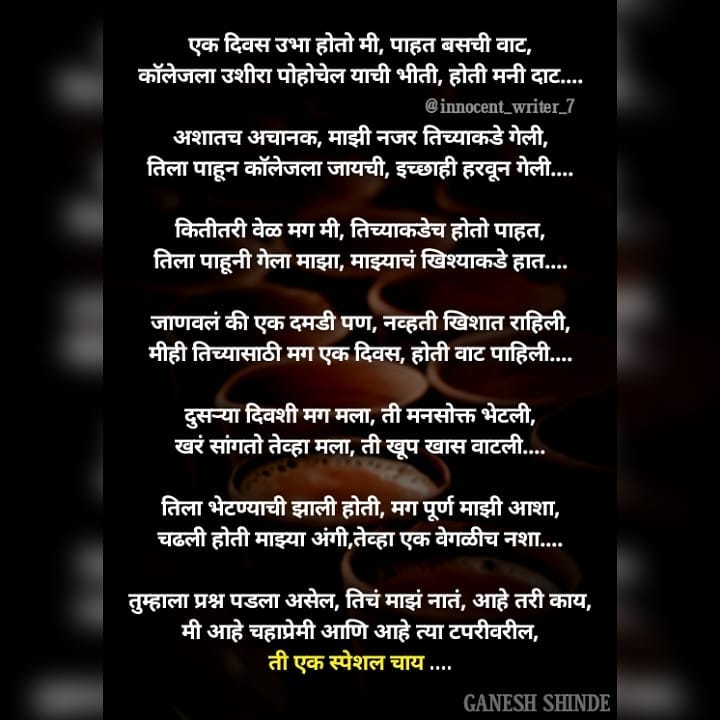 एक दिवस उभा होतो मी, पाहत बसची वाट,
कॉलेजला उशीरा पोहोचेल याची भीती, होती मनी दाट....
@innocent_writer_7
अशातच अचानक, माझी नजर तिच्याकडे गेली,
तिला पाहून कॉलेजला जायची, इच्छाही हरवून गेली....
कितीतरी वेळ मग मी, तिच्याकडेच होतो पाहत,
तिला पाहूनी गेला माझा, माझ्याचं खिश्याकडे हात....
जाणवलं की एक दमडी पण, नव्हती खिशात राहिली,
मीही तिच्यासाठी मग एक दिवस, होती वाट पाहिली....
दुसऱ्या दिवशी मग मला, ती मनसोक्त भेटली,
खरं सांगतो तेव्हा मला, ती खूप खास वाटली....
तिला भेटण्याची झाली होती, मग पूर्ण माझी आशा,
चढली होती माझ्या अंगी,तेव्हा एक वेगळीच नशा....
तुम्हाला प्रश्न पडला असेल, तिचं माझं नातं, आहे तरी काय,
मी आहे चहाप्रेमी आणि आहे त्या टपरीवरील,
ती एक स्पेशल चाय ....
GANESH SHINDE